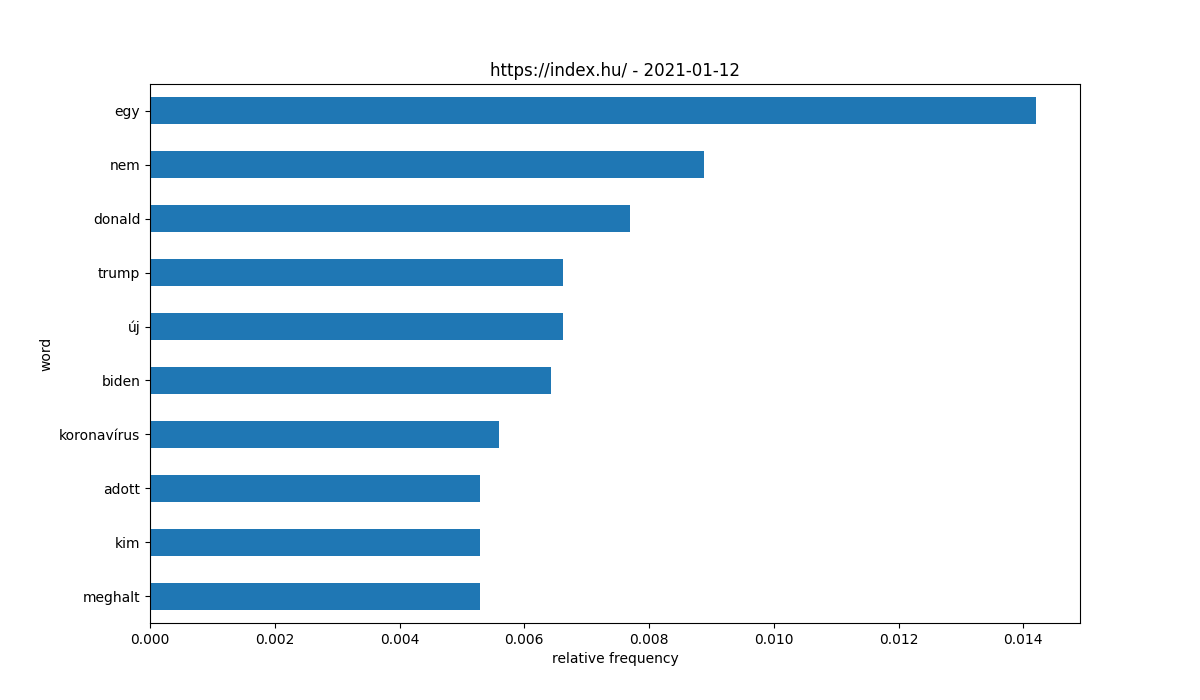 https://index.hu/ - 2021-01-12
egy
nem
donald
trump
új
biden
koronavírus
adott
kim
meghalt
word
0.000 0.002 0.004 0.006 0.008 0.010 0.012 0.014
relative frequency